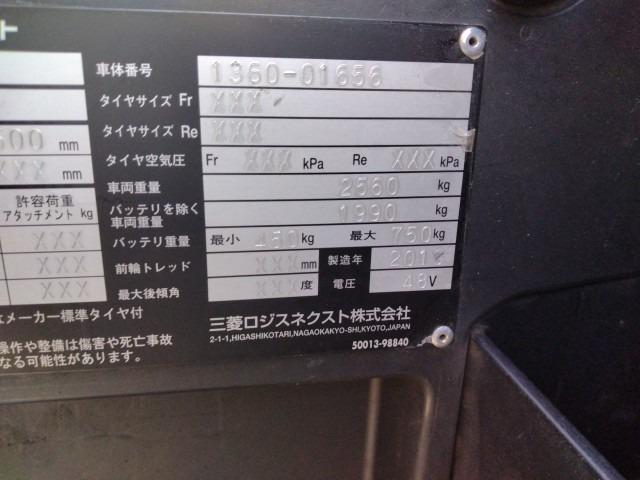 ト
車体番号 1360-01656
タイヤサイズ Fr XXX
タイヤサイズ Re XXX
500 mm タイヤ空気圧 Fr XXX kPa Re XXX kPa
XXX mm 車両重量 2560 kg
許容荷重 バッテリを除く車両重量 1990 kg
アタッチメント kg
XXX バッテリ重量 最小 450 kg 最大 750 kg
XXX 前輪トレッド XXX mm 製造年 201
XXX 最大後傾角 XXX 度 電圧 48 V
メーカー標準タイヤ付
三菱ロジスネクスト株式会社
2-1-1,HIGASHIKOTARI,NAGAOKAKYO-SHI,KYOTO,JAPAN
操作や整備は傷害や死亡事故
なる可能性があります。
50013-98840